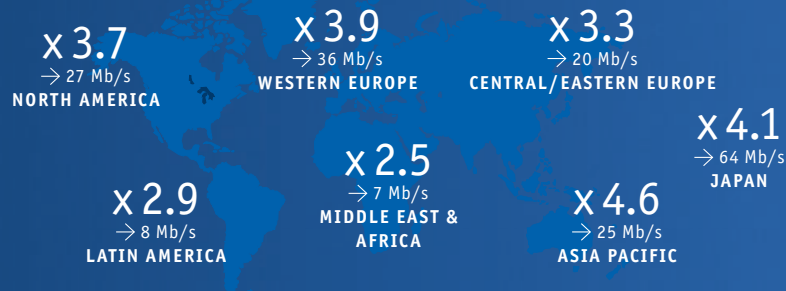 x 3.7
→ 27 Mb/s
NORTH AMERICA
x 3.9
→ 36 Mb/s
WESTERN EUROPE
x 3.3
→ 20 Mb/s
CENTRAL/EASTERN EUROPE
x 4.1
→ 64 Mb/s
JAPAN
x 2.9
→ 8 Mb/s
LATIN AMERICA
x 2.5
→ 7 Mb/s
MIDDLE EAST &
AFRICA
x 4.6
→ 25 Mb/s
ASIA PACIFIC